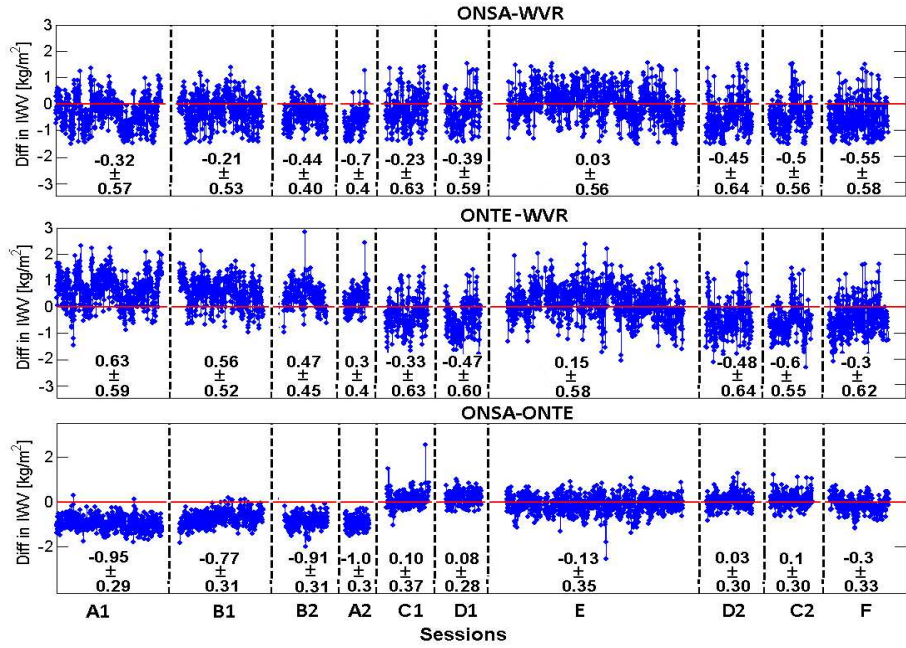 ONSA-WVR
Diff in IWV [kg/m²]
3
2
1
0
-1
-2
-3
-0.32 -0.21 -0.44 -0.7 -0.23 -0.39 0.03 -0.45 -0.5 -0.55
± ± ± ± ± ± ± ± ± ±
0.57 0.53 0.40 0.4 0.63 0.59 0.56 0.64 0.56 0.58
ONTE-WVR
Diff in IWV [kg/m²]
3
2
1
0
-1
-2
-3
0.63 0.56 0.47 0.3 -0.33 -0.47 0.15 -0.48 -0.6 -0.3
± ± ± ± ± ± ± ± ± ±
0.59 0.52 0.45 0.4 0.63 0.60 0.58 0.64 0.55 0.62
ONSA-ONTE
Diff in IWV [kg/m²]
2
0
-2
-0.95 -0.77 -0.91 -1.0 0.10 0.08 -0.13 0.03 0.1 -0.3
± ± ± ± ± ± ± ± ± ±
0.29 0.31 0.31 0.3 0.37 0.28 0.35 0.30 0.30 0.33
A1 B1 B2 A2 C1 D1 E D2 C2 F
Sessions